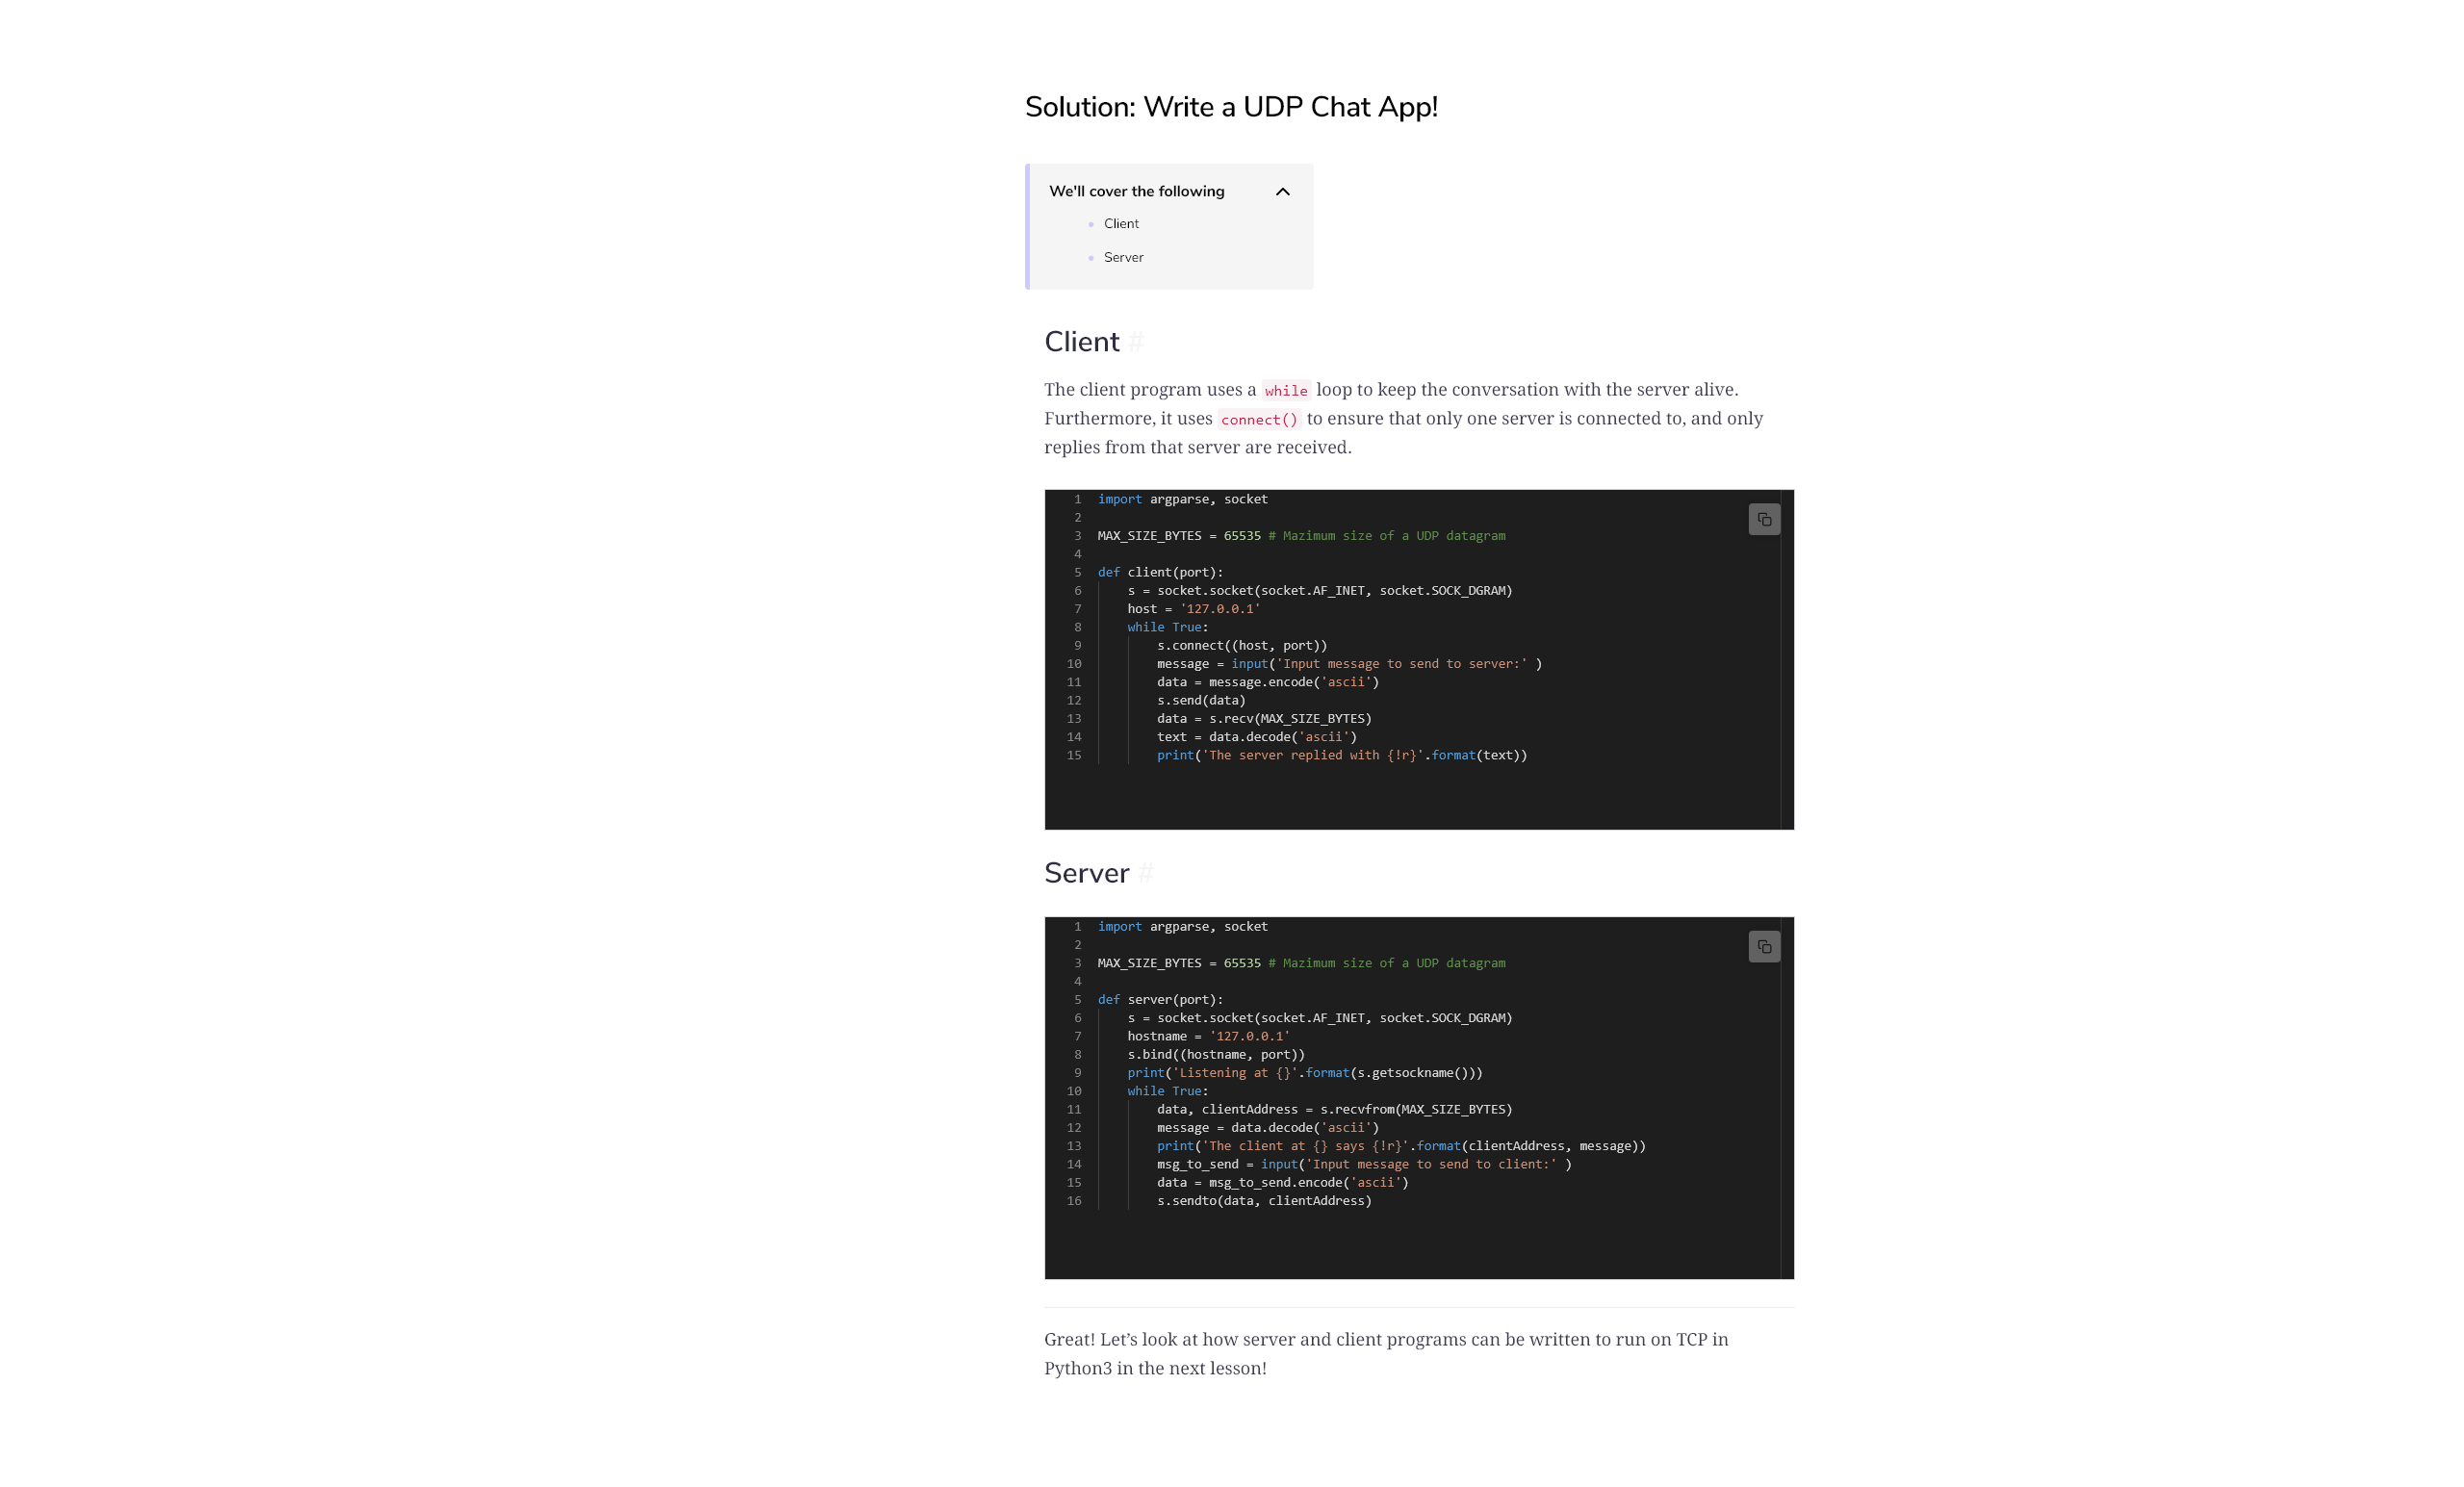 Solution: Write a UDP Chat App!
We'll cover the following
Client
Server
Client #
The client program uses a while loop to keep the conversation with the server alive.
Furthermore, it uses connect() to ensure that only one server is connected to, and only
replies from that server are received.
1 import argparse, socket
2
3 MAX_SIZE_BYTES = 65535 # Mazimum size of a UDP datagram
4
5 def client(port):
6     s = socket.socket(socket.AF_INET, socket.SOCK_DGRAM)
7     host = '127.0.0.1'
8     while True:
9         s.connect((host, port))
10         message = input('Input message to send to server:' )
11         data = message.encode('ascii')
12         s.send(data)
13         data = s.recv(MAX_SIZE_BYTES)
14         text = data.decode('ascii')
15         print('The server replied with {!r}'.format(text))
Server #
1 import argparse, socket
2
3 MAX_SIZE_BYTES = 65535 # Mazimum size of a UDP datagram
4
5 def server(port):
6     s = socket.socket(socket.AF_INET, socket.SOCK_DGRAM)
7     hostname = '127.0.0.1'
8     s.bind((hostname, port))
9     print('Listening at {}'.format(s.getsockname()))
10     while True:
11         data, clientAddress = s.recvfrom(MAX_SIZE_BYTES)
12         message = data.decode('ascii')
13         print('The client at {} says {!r}'.format(clientAddress, message))
14         msg_to_send = input('Input message to send to client:' )
15         data = msg_to_send.encode('ascii')
16         s.sendto(data, clientAddress)
Great! Let’s look at how server and client programs can be written to run on TCP in
Python3 in the next lesson!